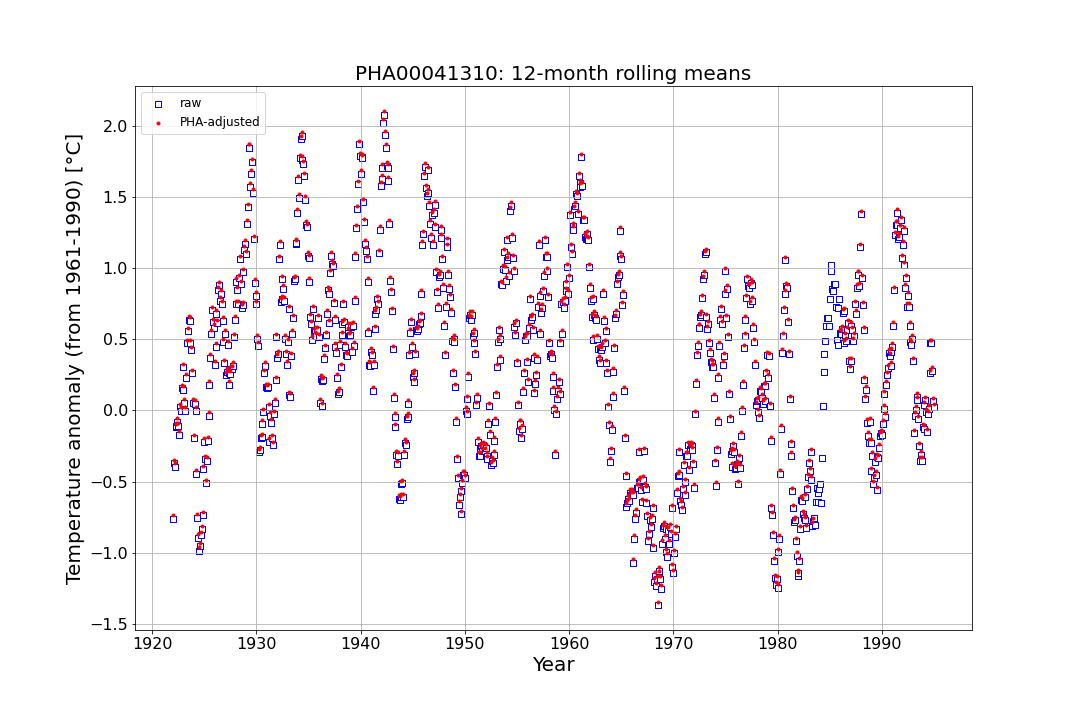 PHA00041310: 12-month rolling means
raw
PHA-adjusted
Temperature anomaly (from 1961-1990) [°C]
2.0
1.5
1.0
0.5
0.0
−0.5
−1.0
−1.5
1920 1930 1940 1950 1960 1970 1980 1990
Year